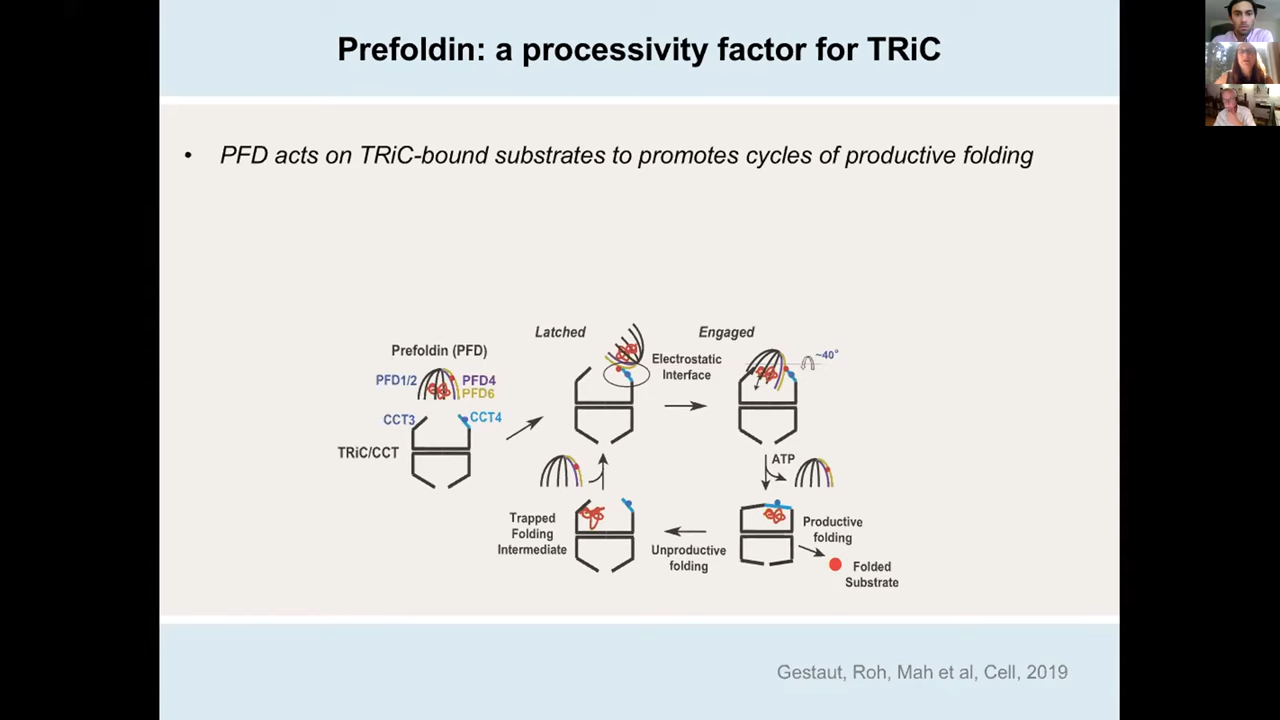 Prefoldin: a processivity factor for TRiC
• PFD acts on TRiC-bound substrates to promotes cycles of productive folding
Latched
Engaged
Prefoldin (PFD)
PFD1/2
PFD4
PFD6
Electrostatic
Interface
~40°
CCT3
CCT4
TRiC/CCT
ATP
Trapped
Folding
Intermediate
Unproductive
folding
Productive
folding
Folded
Substrate
Gestaut, Roh, Mah et al, Cell, 2019